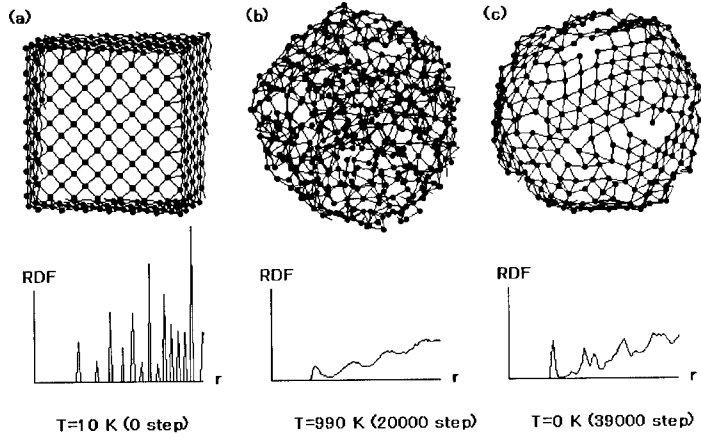 (a)
(b)
(c)
RDF
r
RDF
r
RDF
r
T=10 K (0 step)
T=990 K (20000 step)
T=0 K (39000 step)